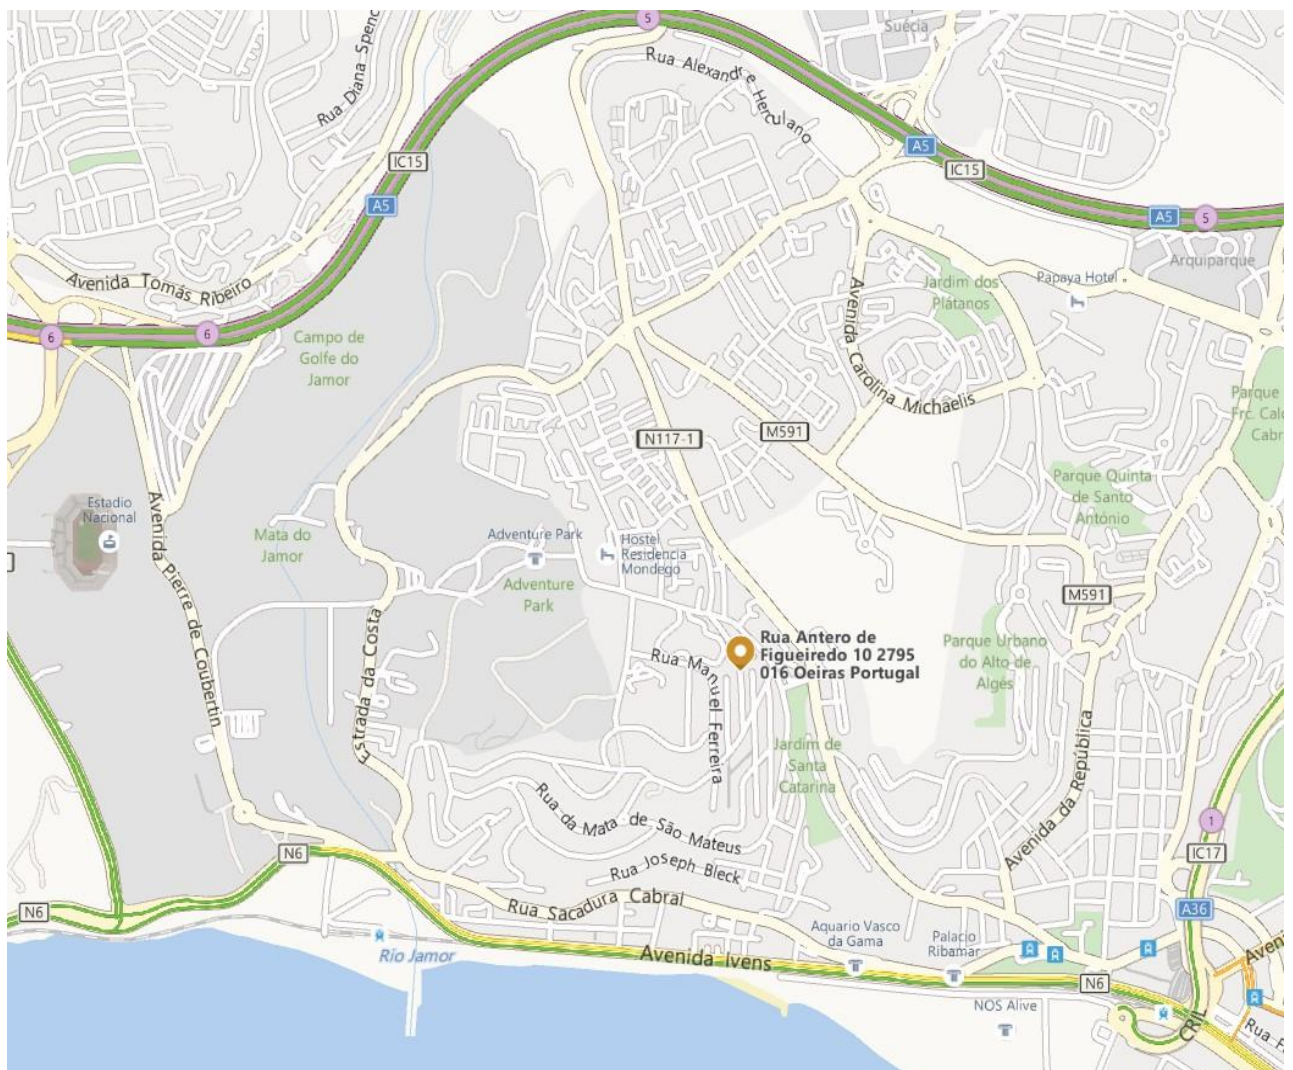 5
Suécia
Rua Diana Spenc
Rua Alexandre Herculano
IC15
A5
A5
IC15
A5
5
Avenida Tomás Ribeiro
Arquiparque
Papaya Hotel
Jardim dos
Plátanos
6
6
Campo de
Golfe do
Jamor
Avenida Carolina Michaelis
Parque
Frc. Calo
Cabr
N117-1
M591
Parque Quinta
de Santo
António
Estadio
Nacional
Avenida Pierre de Coubertin
Mata do
Jamor
Adventure Park
Adventure
Park
Hostel
Residencia
Mondego
M591
Estrada da Costa
Rua Manuel Ferreira
Rua Antero de
Figueiredo 10 2795
016 Oeiras Portugal
Parque Urbano
do Alto de
Algés
Jardim de
Santa
Catarina
Avenida da República
Rua da Mata de São Mateus
Rua Joseph Bleck
1
IC17
N6
N6
Rua Sacadura Cabral
A36
Aquario Vasco
da Gama
Palacio
Ribamar
Aveni
Rio Jamor
Avenida Ivens
N6
NOS Alive
CRIL
Rua F